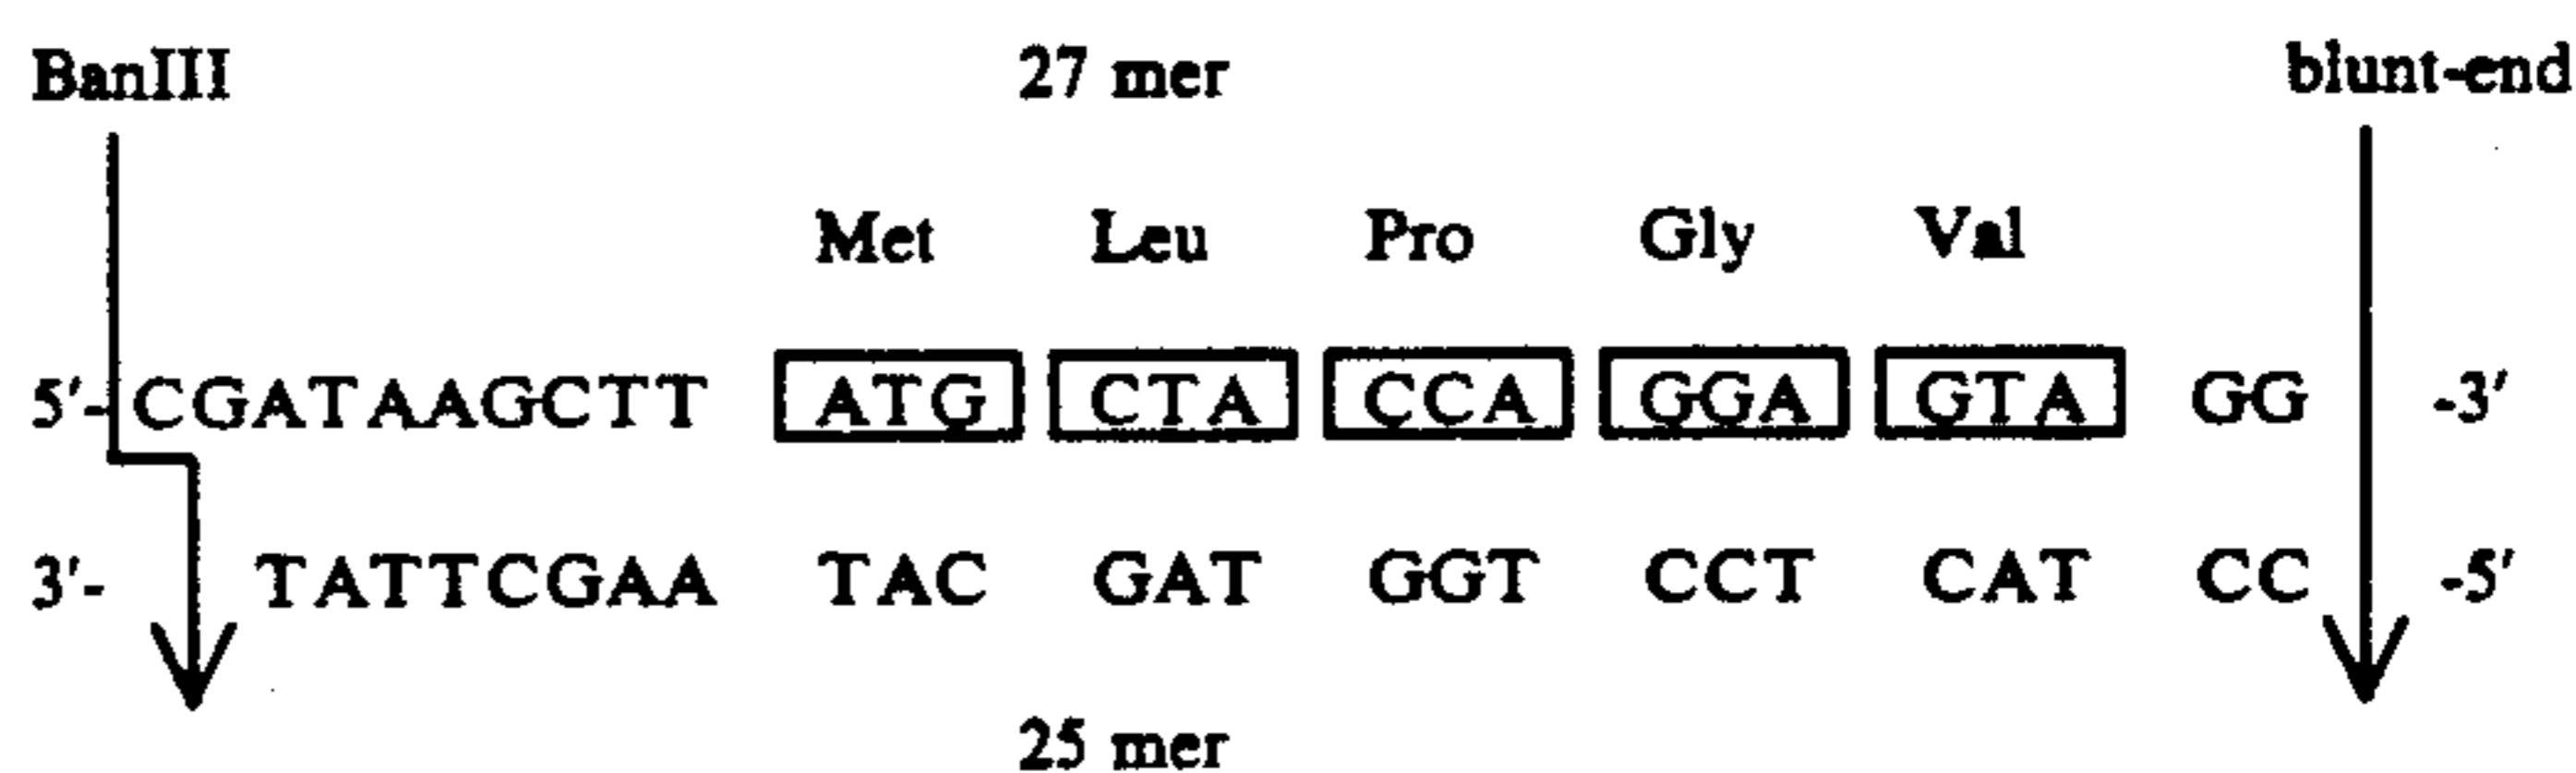 BanIII 27 mer blunt-end
Met Leu Pro Gly Val
5'- CGATAAGCTT ATG CTA CCA GGA GTA GG -3'
3'- TATTCGAA TAC GAT GGT CCT CAT CC -5'
25 mer